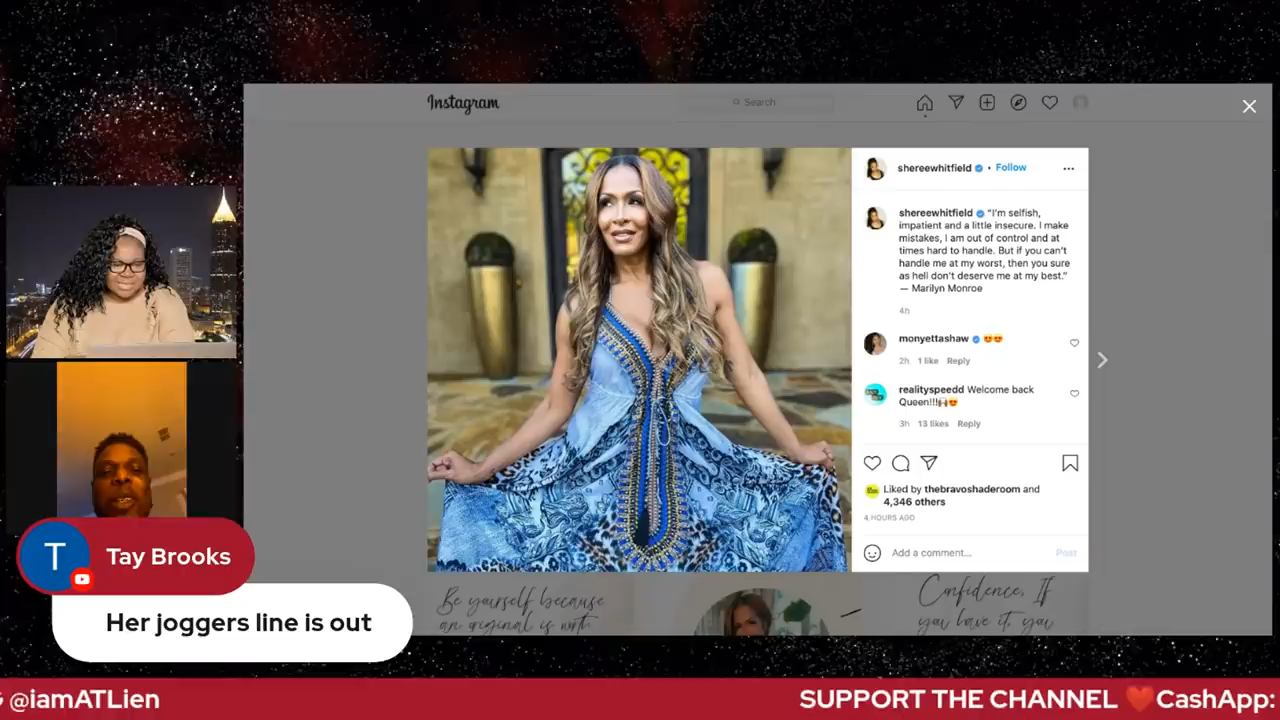 Instagram
Search
shereewhitfield • Follow
shereewhitfield “I’m selfish,
impatient and a little insecure. I make
mistakes, I am out of control and at
times hard to handle. But if you can’t
handle me at my worst, then you sure
as hell don’t deserve me at my best.”
— Marilyn Monroe
4h
monyettashaw 😍😍
2h 1 like Reply
realityspeedd Welcome back
Queen!!!🙌🏽😍
3h 13 likes Reply
Liked by thebravoshaderoom and
4,346 others
4 HOURS AGO
Add a comment... Post
Be yourself because
an original is worth
Confidence, If
you have it, you
T
Tay Brooks
Her joggers line is out
@iamATLien
SUPPORT THE CHANNEL ❤️CashApp: